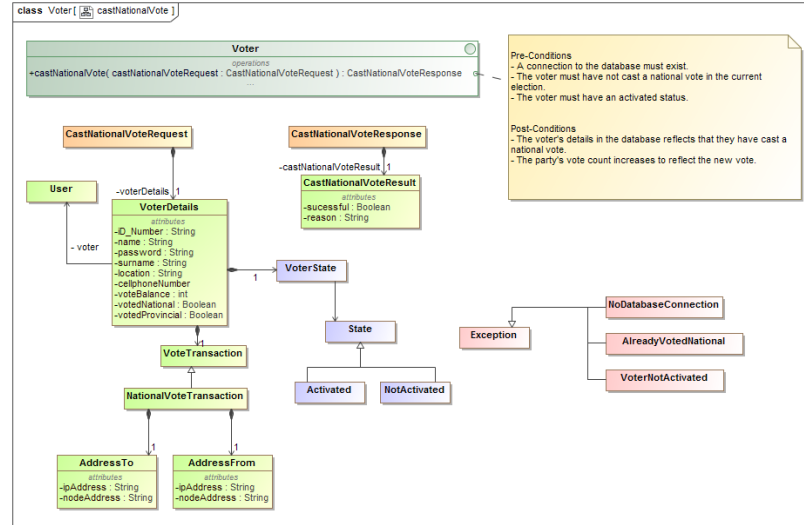 class Voter [ castNationalVote ]
Voter
operations
+castNationalVote( castNationalVoteRequest : CastNationalVoteRequest ) : CastNationalVoteResponse
...
Pre-Conditions
- A connection to the database must exist.
- The voter must have not cast a national vote in the current
election.
- The voter must have an activated status.
Post-Conditions
- The voter's details in the database reflects that they have cast a
national vote.
- The party's vote count increases to reflect the new vote.
CastNationalVoteRequest
CastNationalVoteResponse
-castNationalVoteResult 1
CastNationalVoteResult
attributes
-sucessful : Boolean
-reason : String
User
-voterDetails 1
- voter
VoterDetails
attributes
-ID_Number : String
-name : String
-password : String
-surname : String
-location : String
-cellphoneNumber
-voteBalance : int
-votedNational : Boolean
-votedProvincial : Boolean
1
VoterState
State
Activated
NotActivated
Exception
NoDatabaseConnection
AlreadyVotedNational
VoterNotActivated
1
VoteTransaction
NationalVoteTransaction
1
1
AddressTo
attributes
-ipAddress : String
-nodeAddress : String
AddressFrom
attributes
-ipAddress : String
-nodeAddress : String